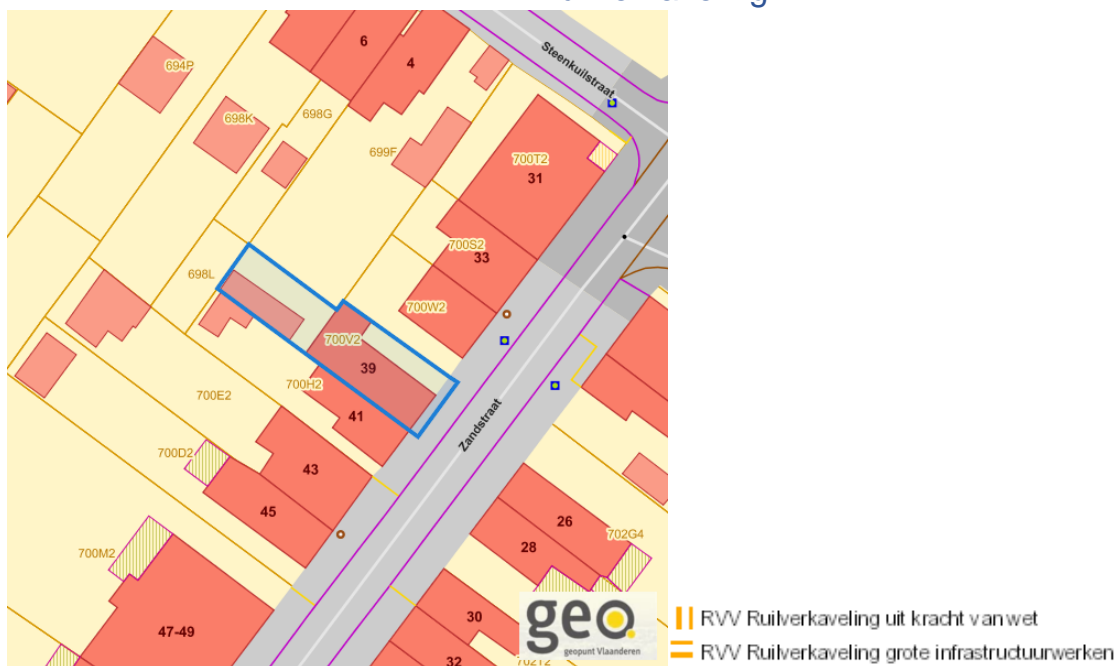 6
4
Steenkuilstraat
694P
698K
698G
699F
700T2
31
700S2
33
698L
700W2
700V2
39
700H2
700E2
41
Zandstraat
700D2
43
45
26
702G4
28
700M2
47-49
30
32
geo
geopunt Vlaanderen
RVV Ruilverkaveling uit kracht van wet
RVV Ruilverkaveling grote infrastructuurwerken